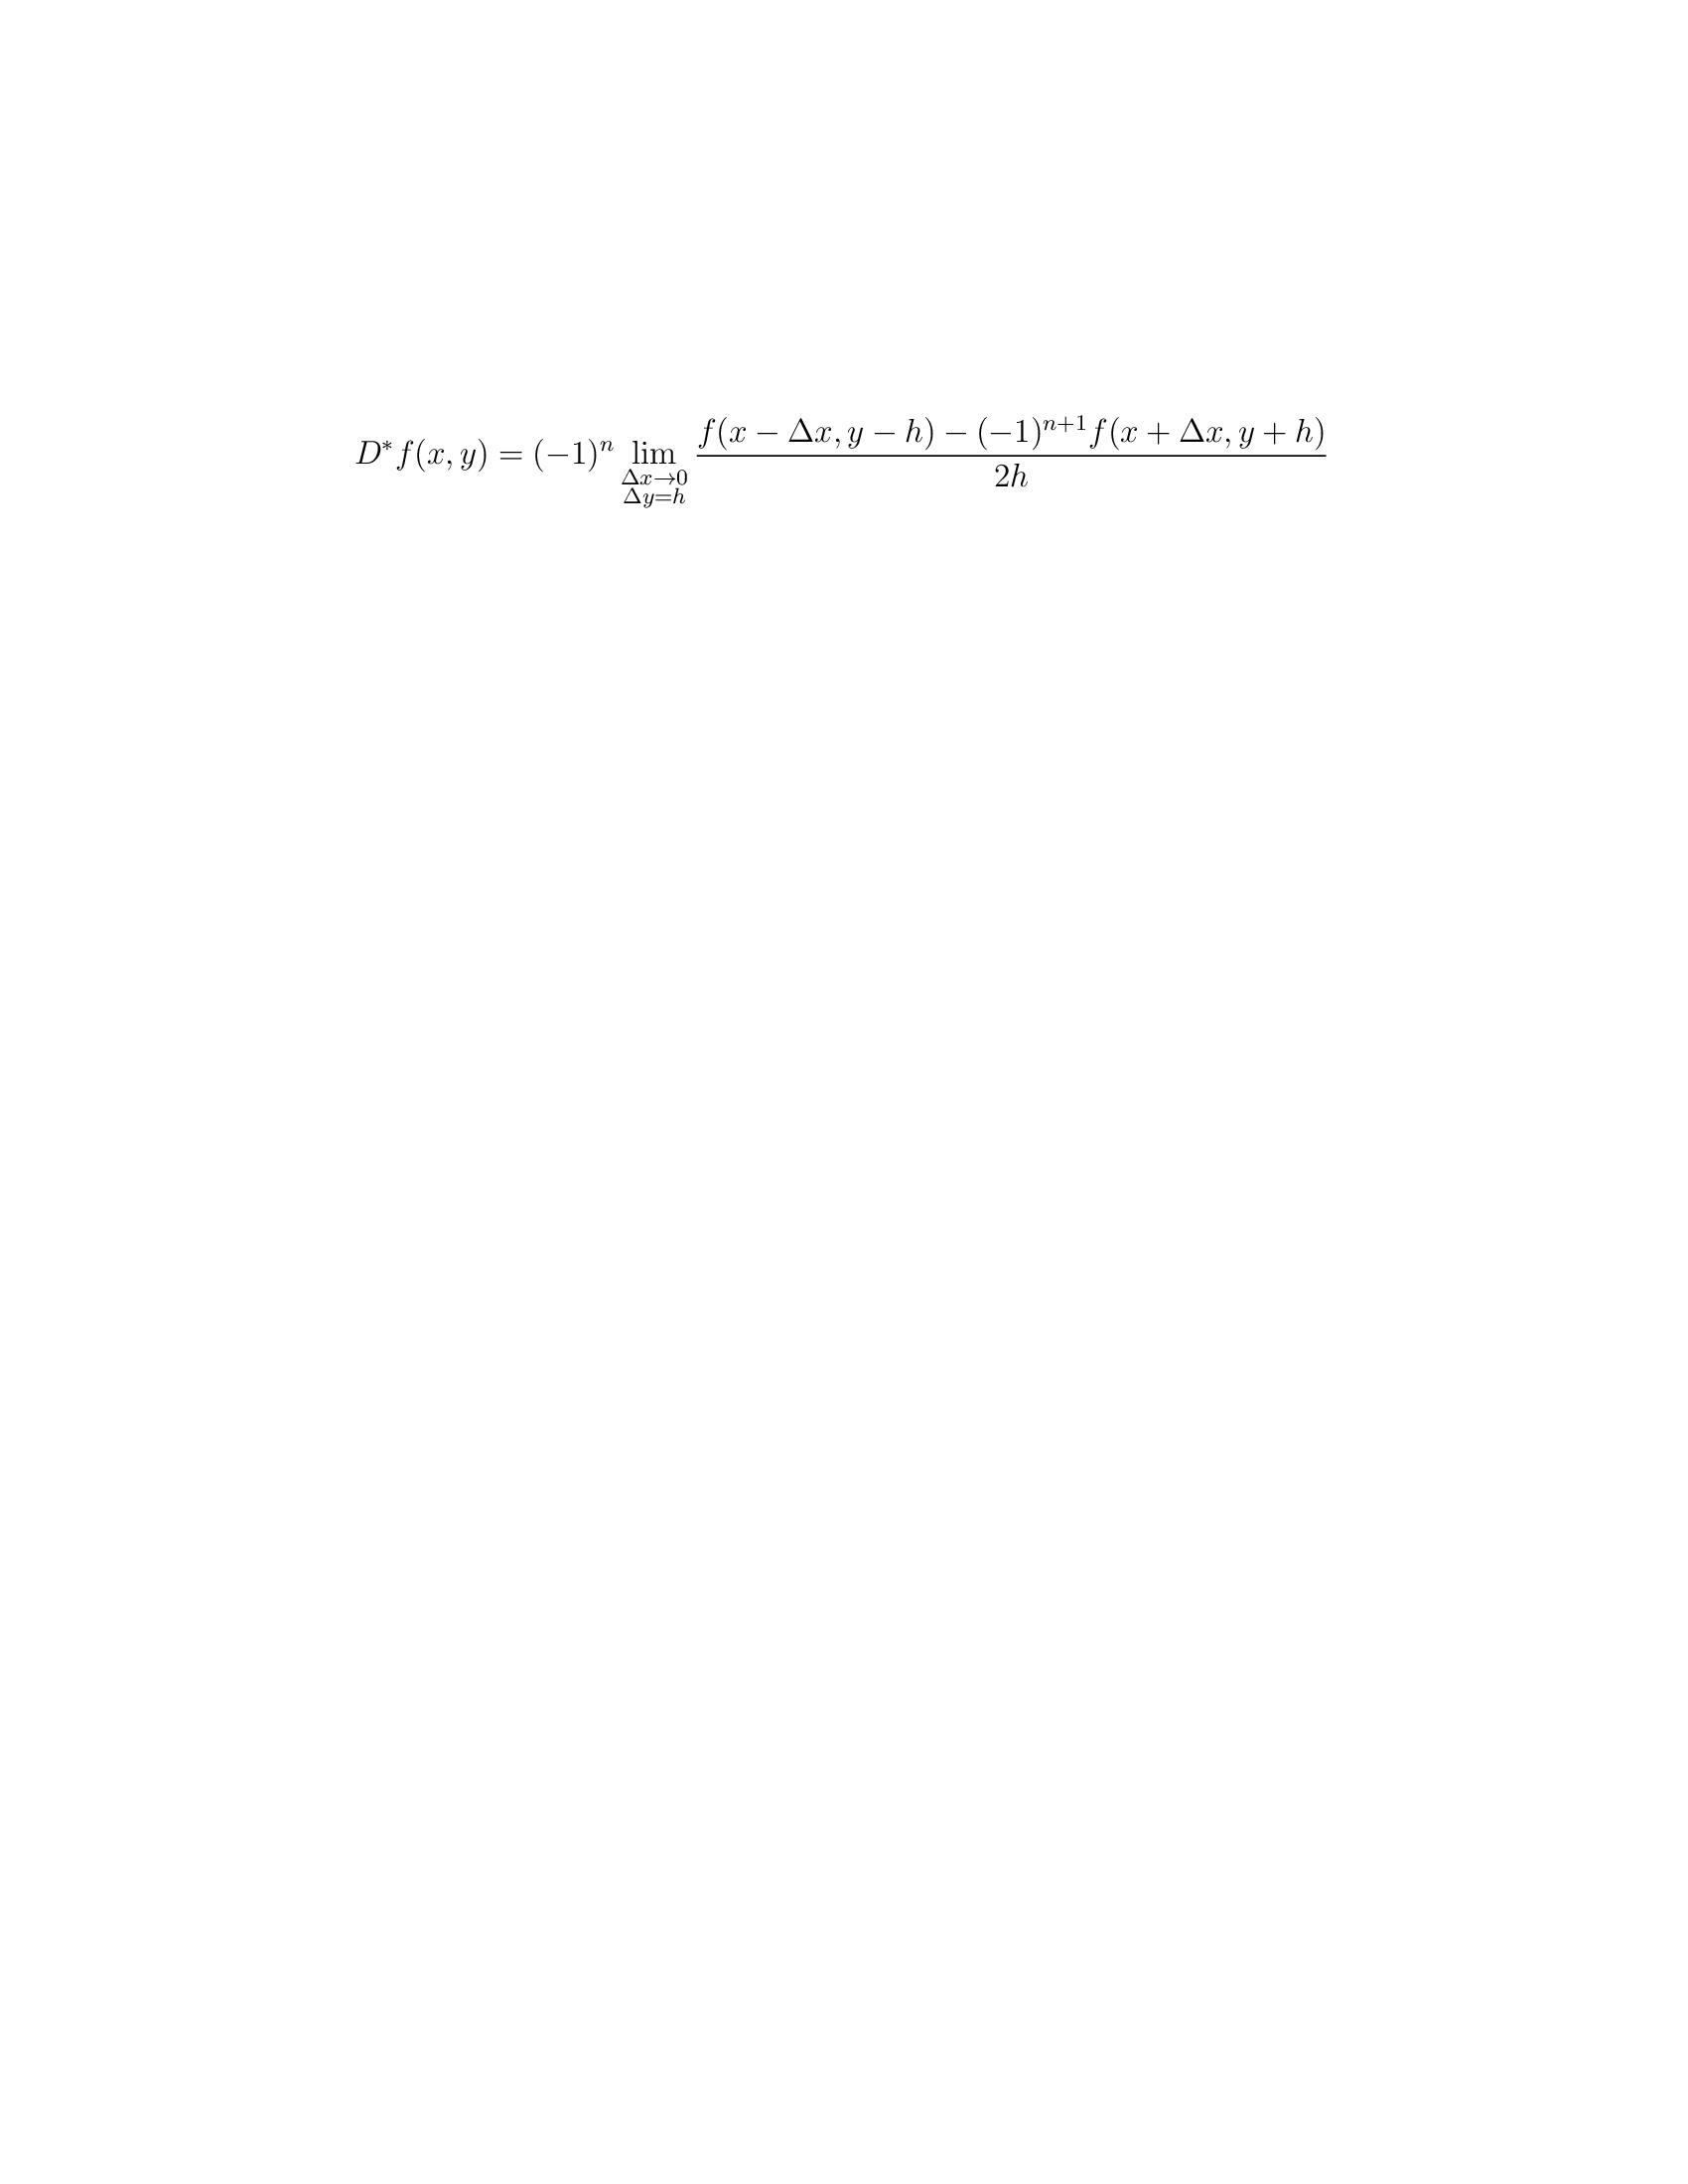 $D^{*}f(x,y) = (-1)^{n} \lim_{\substack{\Delta x \to 0 \\ \Delta y = h}} \frac{f(x - \Delta x, y - h) - (-1)^{n+1} f(x + \Delta x, y + h)}{2h}$